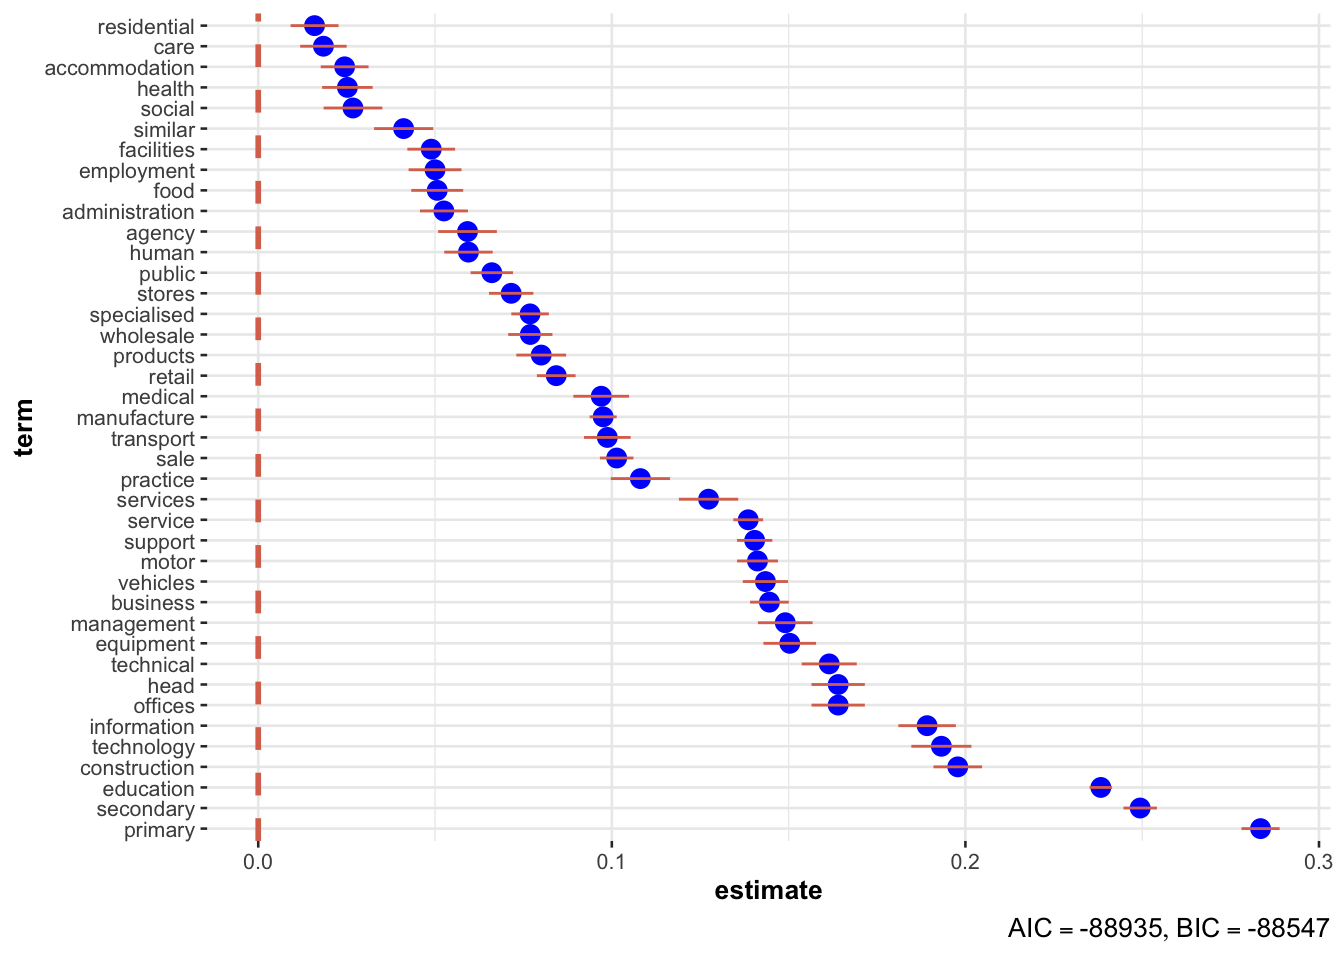 residential
care
accommodation
health
social
similar
facilities
employment
food
administration
agency
human
public
stores
specialised
wholesale
products
retail
medical
manufacture
transport
sale
practice
services
service
support
motor
vehicles
business
management
equipment
technical
head
offices
information
technology
construction
education
secondary
primary
term
0.0 0.1 0.2 0.3
estimate
AIC = -88935, BIC = -88547